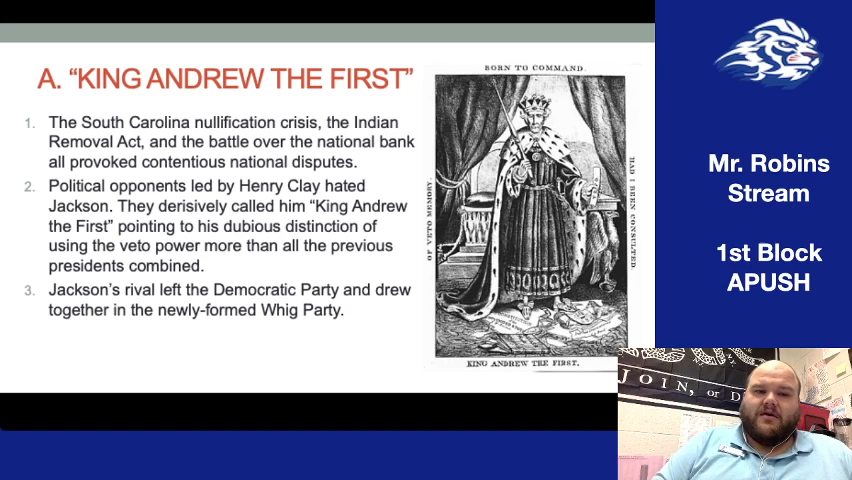 A. “KING ANDREW THE FIRST”
1. The South Carolina nullification crisis, the Indian
Removal Act, and the battle over the national bank
all provoked contentious national disputes.
2. Political opponents led by Henry Clay hated
Jackson. They derisively called him “King Andrew
the First” pointing to his dubious distinction of
using the veto power more than all the previous
presidents combined.
3. Jackson’s rival left the Democratic Party and drew
together in the newly-formed Whig Party.
BORN TO COMMAND.
OF VETO MEMORY.
HAD I BEEN CONSULTED.
KING ANDREW THE FIRST.
Mr. Robins
Stream
1st Block
APUSH
JOIN, or D